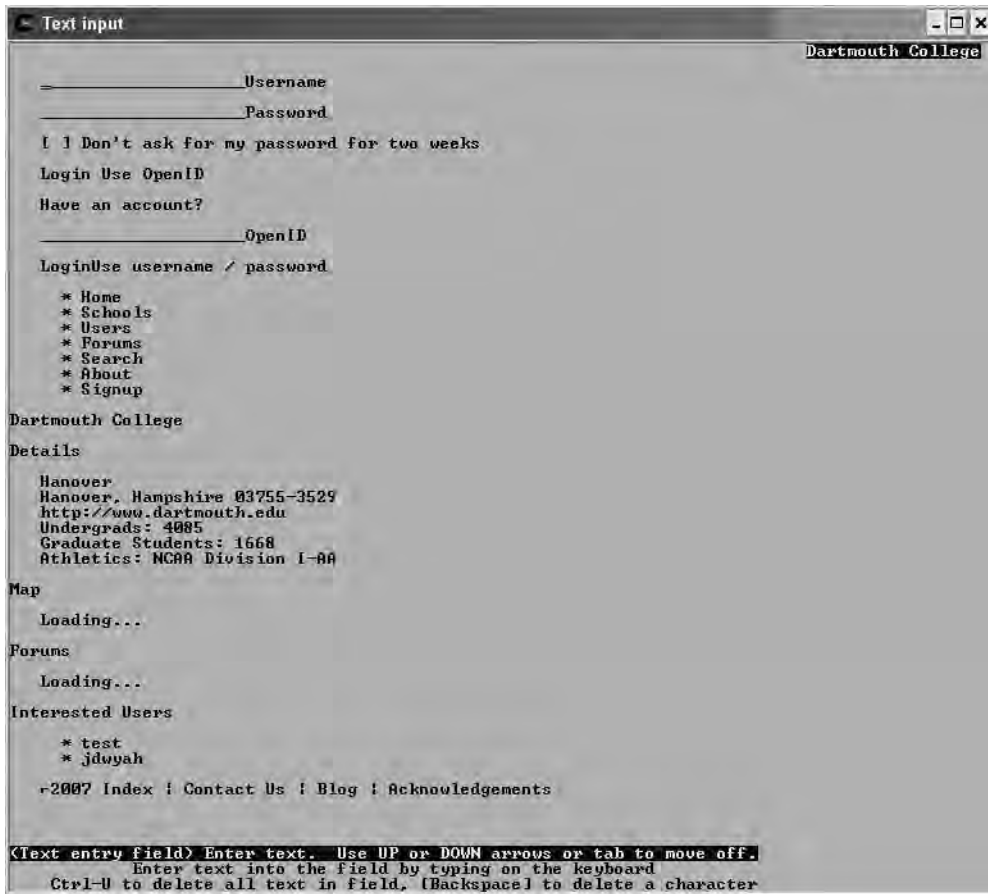 Text input
Dartmouth College
Username
Password
[ ] Don't ask for my password for two weeks
Login Use OpenID
Have an account?
OpenID
LoginUse username / password
* Home
* Schools
* Users
* Forums
* Search
* About
* Signup
Dartmouth College
Details
Hanover
Hanover, Hampshire 03755-3529
http://www.dartmouth.edu
Undergrads: 4085
Graduate Students: 1668
Athletics: NCAA Division I-AA
Map
Loading...
Forums
Loading...
Interested Users
* test
* jdwyah
⌐2007 Index ¦ Contact Us ¦ Blog ¦ Acknowledgements
(Text entry field) Enter text.  Use UP or DOWN arrows or tab to move off.
Enter text into the field by typing on the keyboard
Ctrl-U to delete all text in field, [Backspace] to delete a character